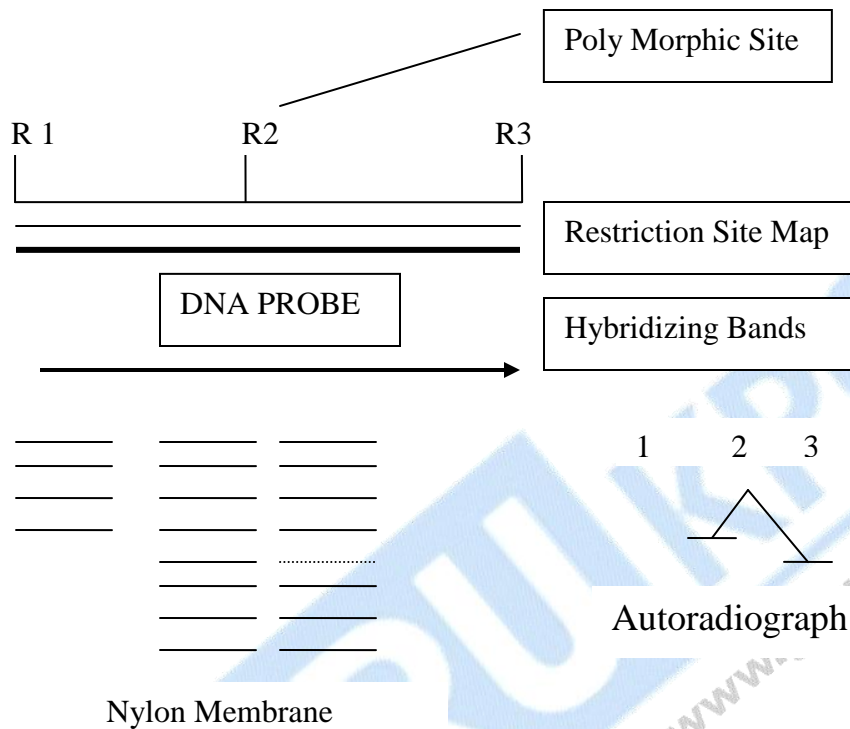 Poly Morphic Site
R 1 R2 R3
Restriction Site Map
DNA PROBE
Hybridizing Bands
1 2 3
Autoradiograph
Nylon Membrane